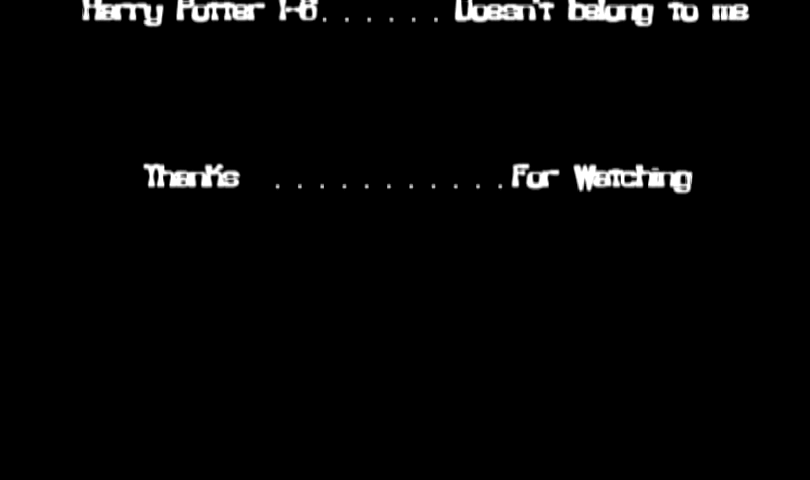 Harry Potter 1-6. . . . . . Doesn't belong to me
Thanks . . . . . . . . . . . For Watching